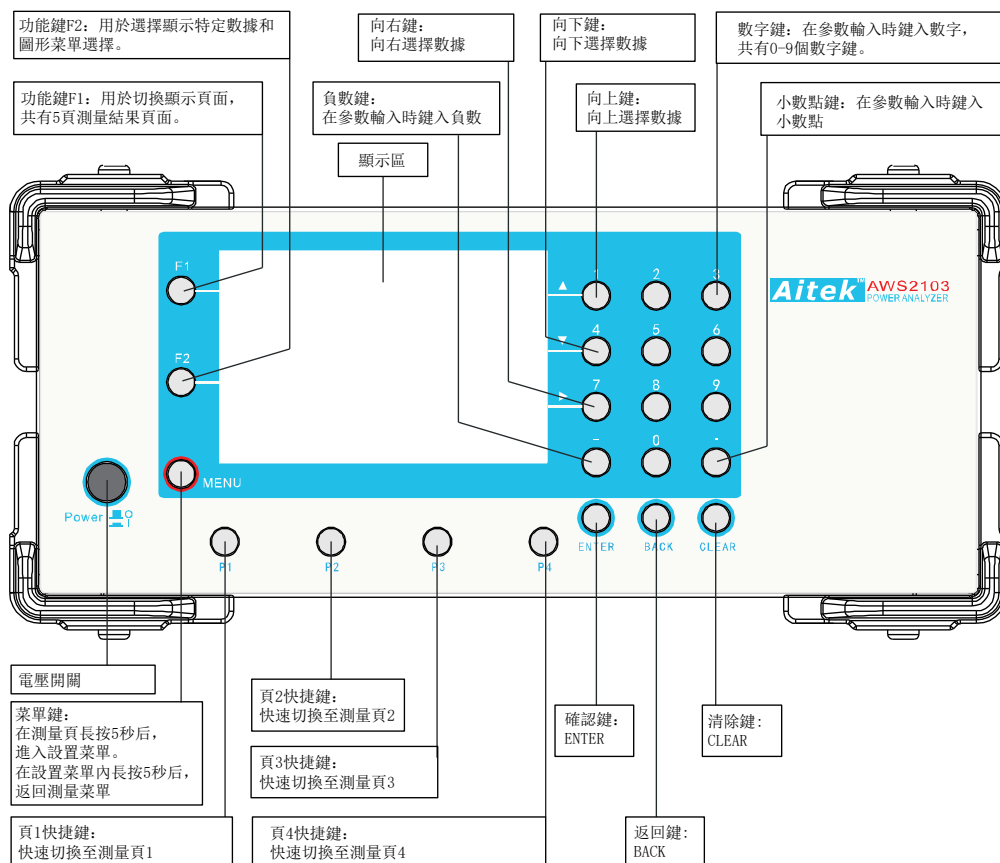 功能鍵F2: 用於選擇顯示特定數據和
圖形菜單選擇。
向右鍵:
向右選擇數據
向下鍵:
向下選擇數據
數字鍵: 在參數輸入時鍵入數字,
共有0-9個數字鍵。
功能鍵F1: 用於切換顯示頁面,
共有5頁測量結果頁面。
負數鍵:
在參數輸入時鍵入負數
向上鍵:
向上選擇數據
小數點鍵: 在參數輸入時鍵入
小數點
顯示區
F1
▲
1
2
3
Aitek™
AWS2103
POWER ANALYZER
F2
▼
4
5
6
▶
7
8
9
-
0
.
MENU
Power
O
I
P1
P2
P3
P4
ENTER
BACK
CLEAR
電壓開關
菜單鍵:
在測量頁長按5秒后,
進入設置菜單。
在設置菜單內長按5秒后,
返回測量菜單
頁2快捷鍵:
快速切換至測量頁2
頁3快捷鍵:
快速切換至測量頁3
確認鍵:
ENTER
清除鍵:
CLEAR
頁1快捷鍵:
快速切換至測量頁1
頁4快捷鍵:
快速切換至測量頁4
返回鍵:
BACK